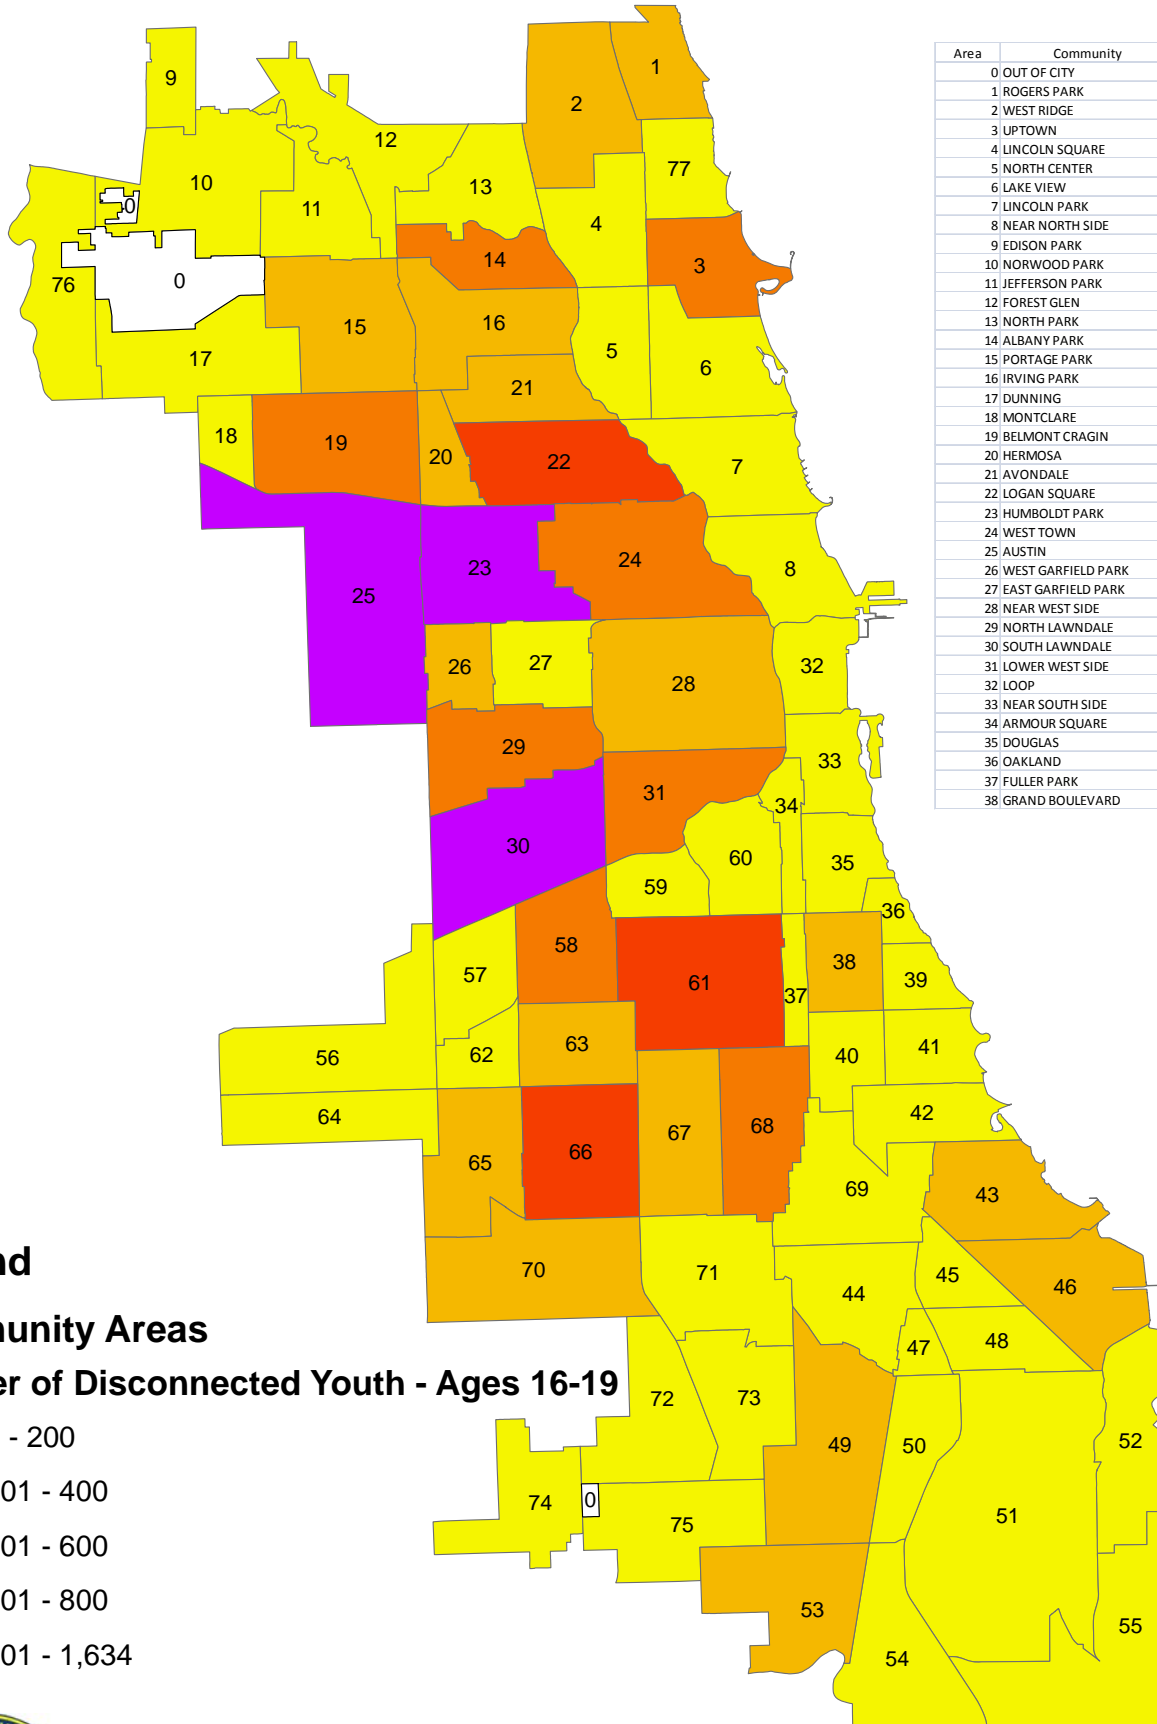 Area Community
0 OUT OF CITY
1 ROGERS PARK
2 WEST RIDGE
3 UPTOWN
4 LINCOLN SQUARE
5 NORTH CENTER
6 LAKE VIEW
7 LINCOLN PARK
8 NEAR NORTH SIDE
9 EDISON PARK
10 NORWOOD PARK
11 JEFFERSON PARK
12 FOREST GLEN
13 NORTH PARK
14 ALBANY PARK
15 PORTAGE PARK
16 IRVING PARK
17 DUNNING
18 MONTCLARE
19 BELMONT CRAGIN
20 HERMOSA
21 AVONDALE
22 LOGAN SQUARE
23 HUMBOLDT PARK
24 WEST TOWN
25 AUSTIN
26 WEST GARFIELD PARK
27 EAST GARFIELD PARK
28 NEAR WEST SIDE
29 NORTH LAWNDALE
30 SOUTH LAWNDALE
31 LOWER WEST SIDE
32 LOOP
33 NEAR SOUTH SIDE
34 ARMOUR SQUARE
35 DOUGLAS
36 OAKLAND
37 FULLER PARK
38 GRAND BOULEVARD
1
9
2
12
77
10
13
11
0
4
14
3
76
0
16
15
5
17
6
21
18
19
20
22
7
24
23
8
25
27
26
32
28
29
33
31
34
30
60
35
59
36
58
38
57
39
61
37
63
41
62
40
56
42
64
68
67
66
65
69
43
70
71
45
46
44
48
47
72
73
52
49
50
0
74
51
75
53
55
54
nd
unity Areas
er of Disconnected Youth - Ages 16-19
- 200
01 - 400
01 - 600
01 - 800
01 - 1,634